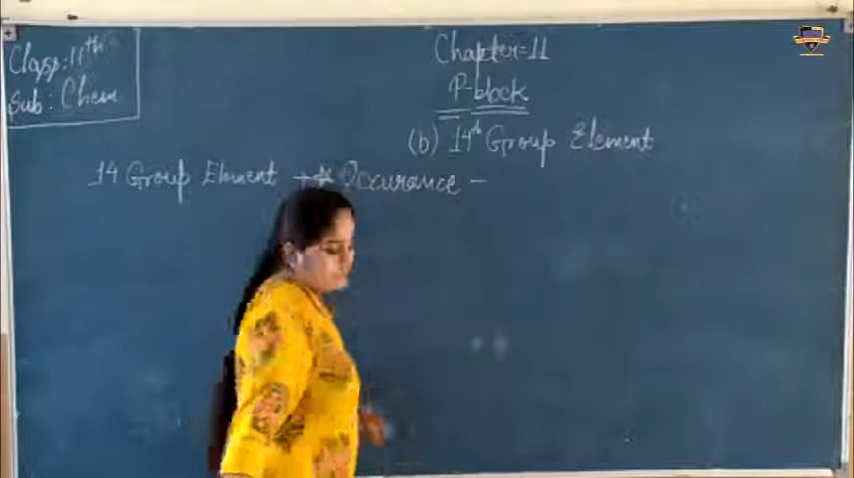 Class: 11th
Sub: Chem
Chapter = 11
P-block
(b) 14th Group Element
14 Group Element → * Occurance -